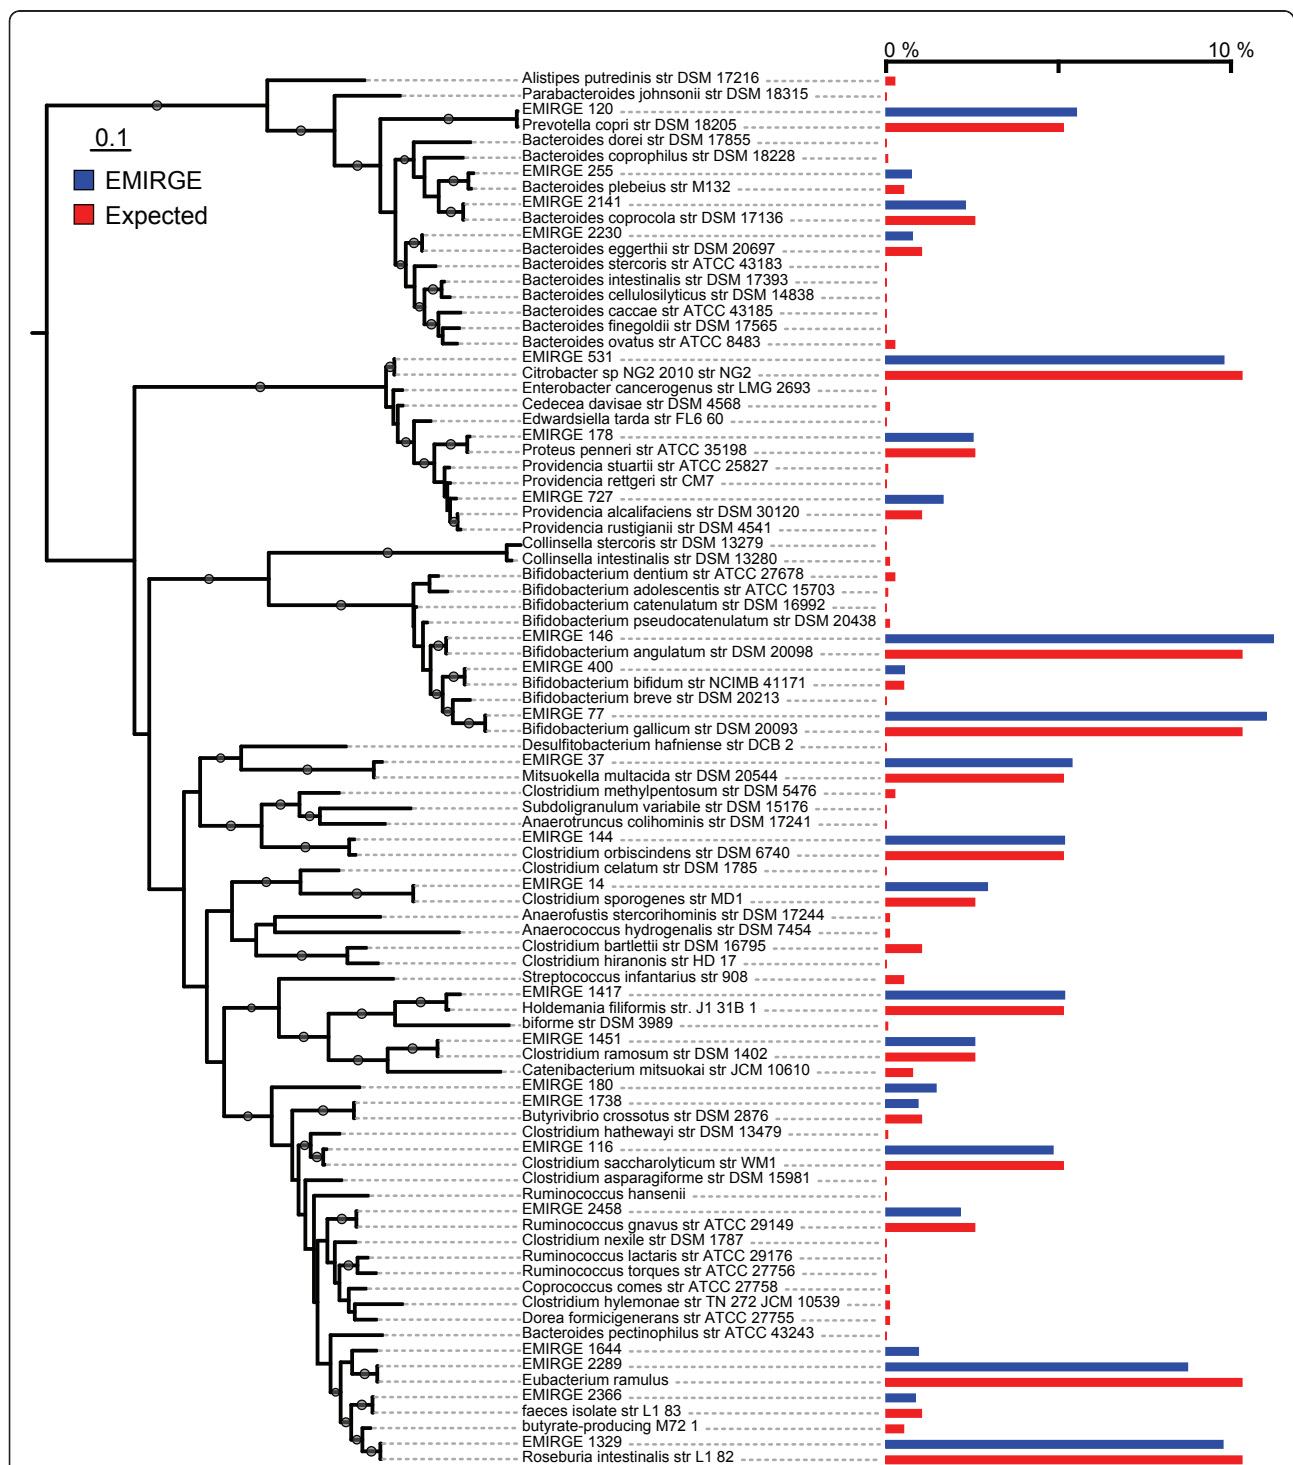 0 % 10 %
0.1
EMIRGE
Expected
Alistipes putredinis str DSM 17216
Parabacteroides johnsonii str DSM 18315
EMIRGE 120
Prevotella copri str DSM 18205
Bacteroides dorei str DSM 17855
Bacteroides coprophilus str DSM 18228
EMIRGE 255
Bacteroides plebeius str M132
EMIRGE 2141
Bacteroides coprocola str DSM 17136
EMIRGE 2230
Bacteroides eggerthii str DSM 20697
Bacteroides stercoris str ATCC 43183
Bacteroides intestinalis str DSM 17393
Bacteroides cellulosilyticus str DSM 14838
Bacteroides caccae str ATCC 43185
Bacteroides finegoldii str DSM 17565
Bacteroides ovatus str ATCC 8483
EMIRGE 531
Citrobacter sp NG2 2010 str NG2
Enterobacter cancerogenus str LMG 2693
Cedecea davisae str DSM 4568
Edwardsiella tarda str FL6 60
EMIRGE 178
Proteus penneri str ATCC 35198
Providencia stuartii str ATCC 25827
Providencia rettgeri str CM7
EMIRGE 727
Providencia alcalifaciens str DSM 30120
Providencia rustigianii str DSM 4541
Collinsella stercoris str DSM 13279
Collinsella intestinalis str DSM 13280
Bifidobacterium dentium str ATCC 27678
Bifidobacterium adolescentis str ATCC 15703
Bifidobacterium catenulatum str DSM 16992
Bifidobacterium pseudocatenulatum str DSM 20438
EMIRGE 146
Bifidobacterium angulatum str DSM 20098
EMIRGE 400
Bifidobacterium bifidum str NCIMB 41171
Bifidobacterium breve str DSM 20213
EMIRGE 77
Bifidobacterium gallicum str DSM 20093
Desulfitobacterium hafniense str DCB 2
EMIRGE 37
Mitsuokella multacida str DSM 20544
Clostridium methylpentosum str DSM 5476
Subdoligranulum variabile str DSM 15176
Anaerotruncus colihominis str DSM 17241
EMIRGE 144
Clostridium orbiscindens str DSM 6740
Clostridium celatum str DSM 1785
EMIRGE 14
Clostridium sporogenes str MD1
Anaerofustis stercorihominis str DSM 17244
Anaerococcus hydrogenalis str DSM 7454
Clostridium bartlettii str DSM 16795
Clostridium hiranonis str HD 17
Streptococcus infantarius str 908
EMIRGE 1417
Holdemania filiformis str. J1 31B 1
biforme str DSM 3989
EMIRGE 1451
Clostridium ramosum str DSM 1402
Catenibacterium mitsuokai str JCM 10610
EMIRGE 180
EMIRGE 1738
Butyrivibrio crossotus str DSM 2876
Clostridium hathewayi str DSM 13479
EMIRGE 116
Clostridium saccharolyticum str WM1
Clostridium asparagiforme str DSM 15981
Ruminococcus hansenii
EMIRGE 2458
Ruminococcus gnavus str ATCC 29149
Clostridium nexile str DSM 1787
Ruminococcus lactaris str ATCC 29176
Ruminococcus torques str ATCC 27756
Coprococcus comes str ATCC 27758
Clostridium hylemonae str TN 272 JCM 10539
Dorea formicigenerans str ATCC 27755
Bacteroides pectinophilus str ATCC 43243
EMIRGE 1644
EMIRGE 2289
Eubacterium ramulus
EMIRGE 2366
faeces isolate str L1 83
butyrate-producing M72 1
EMIRGE 1329
Roseburia intestinalis str L1 82